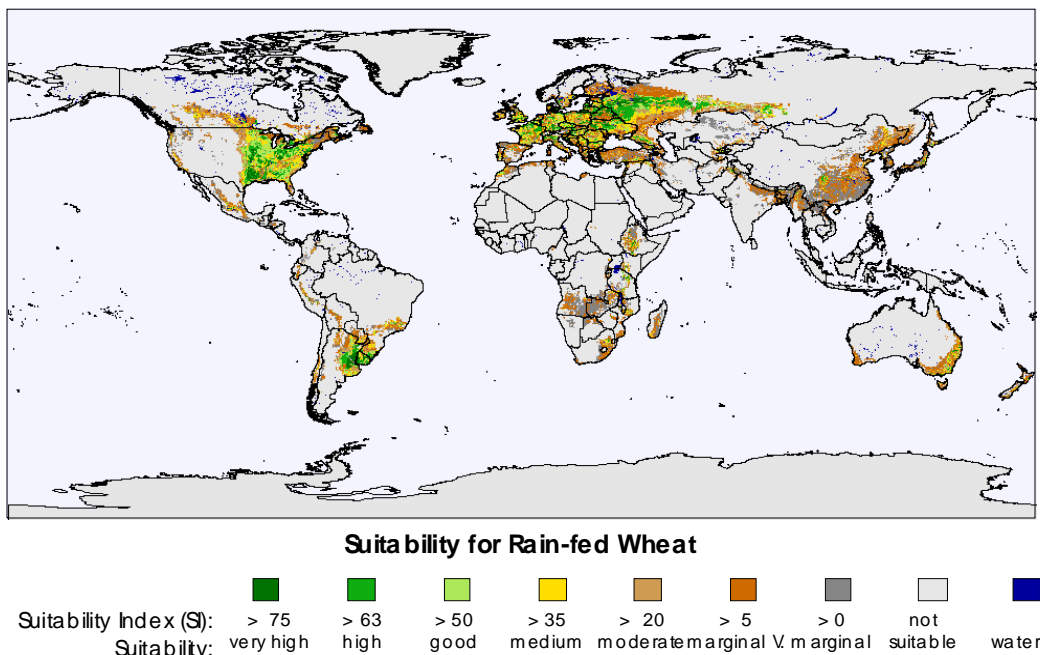 Suitability for Rain-fed Wheat
Suitability Index (SI): > 75 > 63 > 50 > 35 > 20 > 5 > 0 not
Suitability: very high high good medium moderate marginal V. marginal suitable water